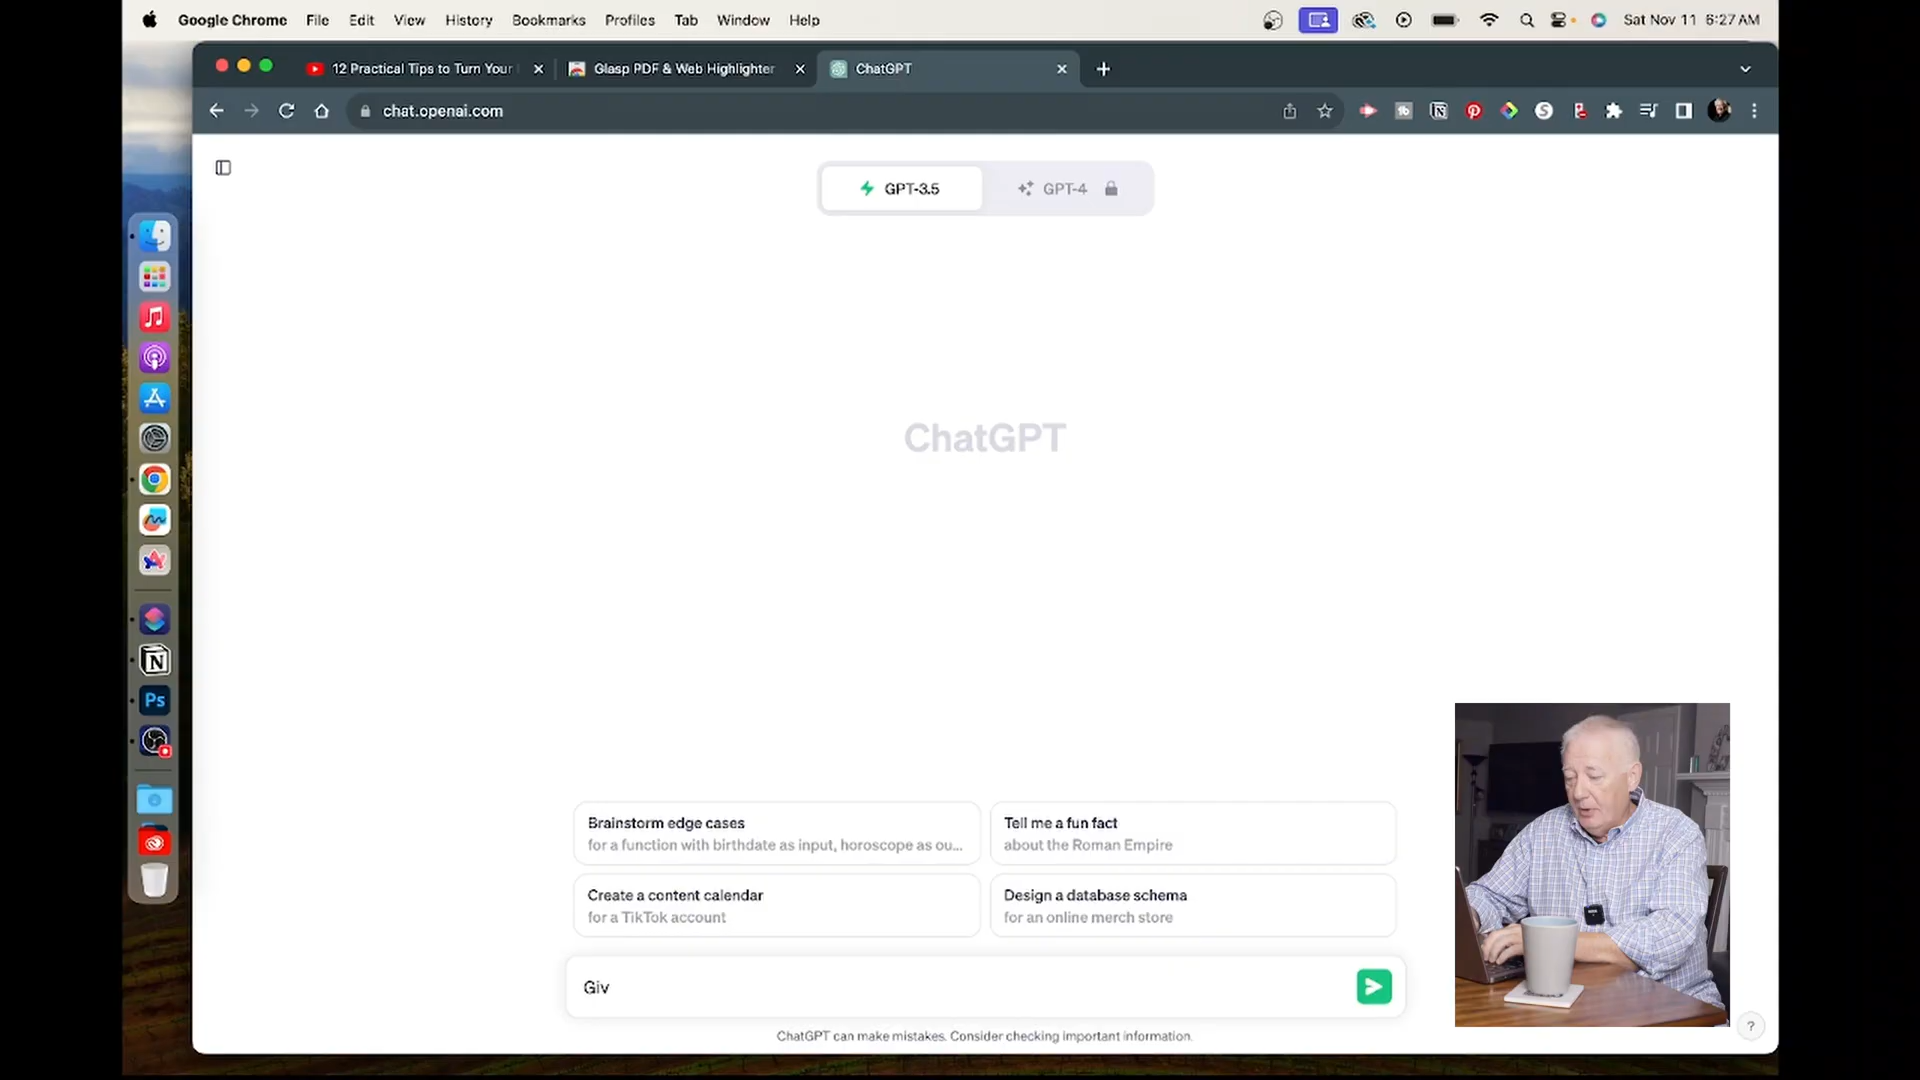 Google Chrome File Edit View History Bookmarks Profiles Tab Window Help Sat Nov 11 6:27 AM
12 Practical Tips to Turn Your Glasp PDF & Web Highlighter ChatGPT
chat.openai.com
GPT-3.5 GPT-4
ChatGPT
Brainstorm edge cases
for a function with birthdate as input, horoscope as ou...
Tell me a fun fact
about the Roman Empire
Create a content calendar
for a TikTok account
Design a database schema
for an online merch store
Giv
ChatGPT can make mistakes. Consider checking important information.
?
N
Ps